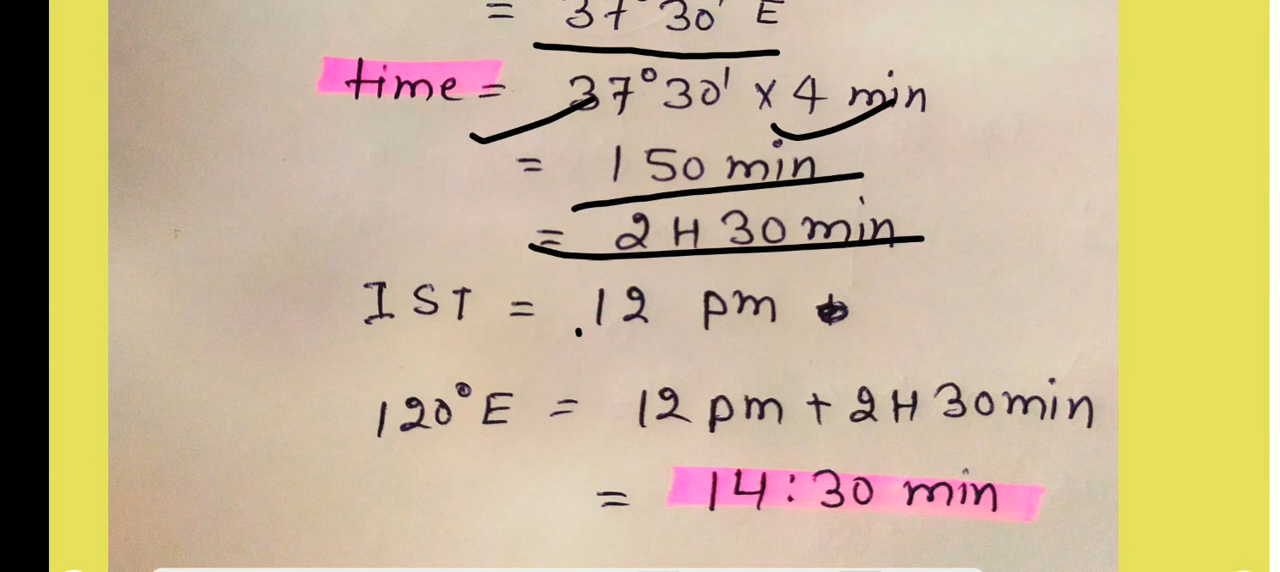 = 37° 30' E
time = 37° 30' × 4 min
= 150 min
= 2 H 30 min
IST = .12 pm
120° E = 12 pm + 2 H 30 min
= 14 : 30 min